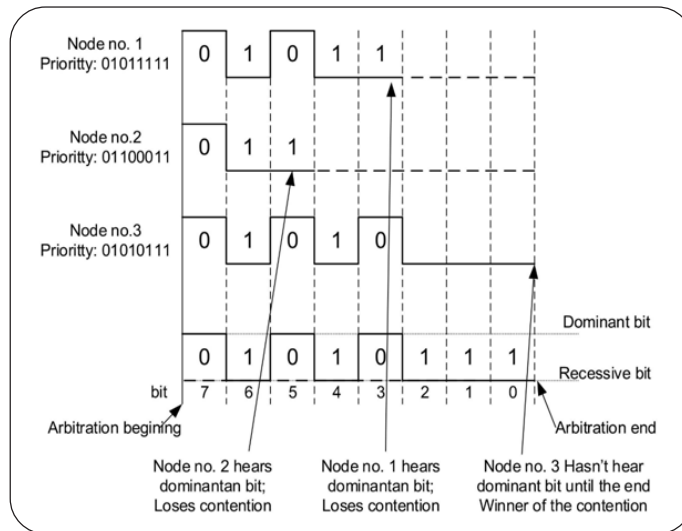 Node no. 1
Prioritty: 01011111
0 1 0 1 1
Node no.2
Prioritty: 01100011
0 1 1
Node no.3
Prioritty: 01010111
0 1 0 1 0
Dominant bit
0 1 0 1 0 1 1 1
Recessive bit
bit 7 6 5 4 3 2 1 0
Arbitration begining
Arbitration end
Node no. 2 hears
dominantan bit;
Loses contention
Node no. 1 hears
dominantan bit;
Loses contention
Node no. 3 Hasn't hear
dominant bit until the end
Winner of the contention